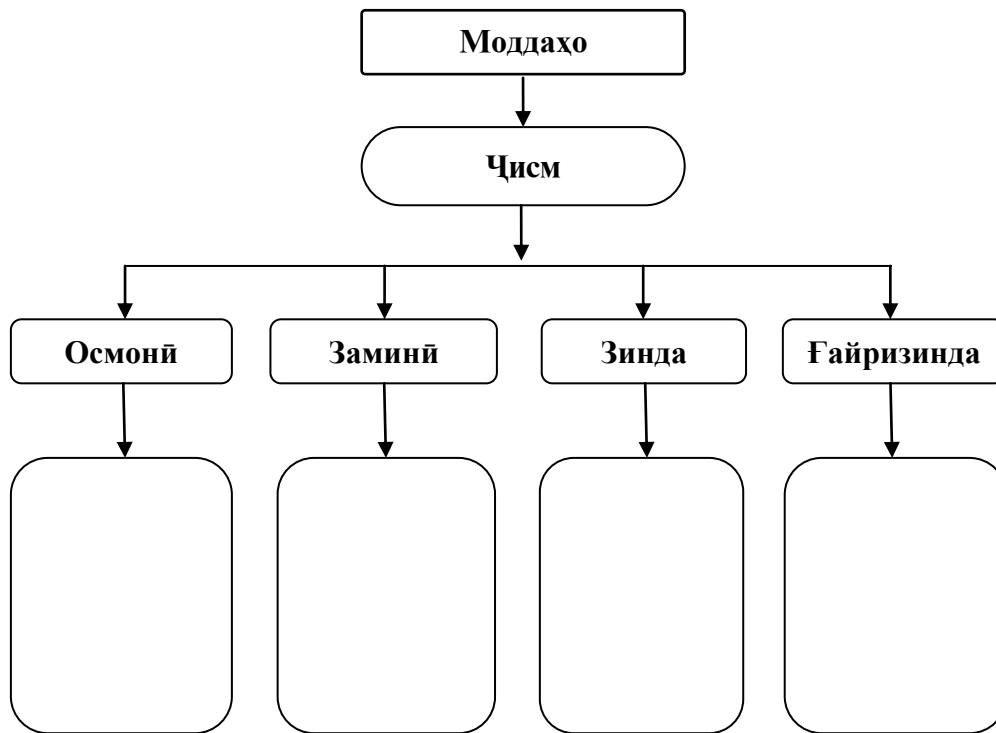 Моддаҳо
Ҷисм
Осмонӣ
Заминӣ
Зинда
Ғайризинда